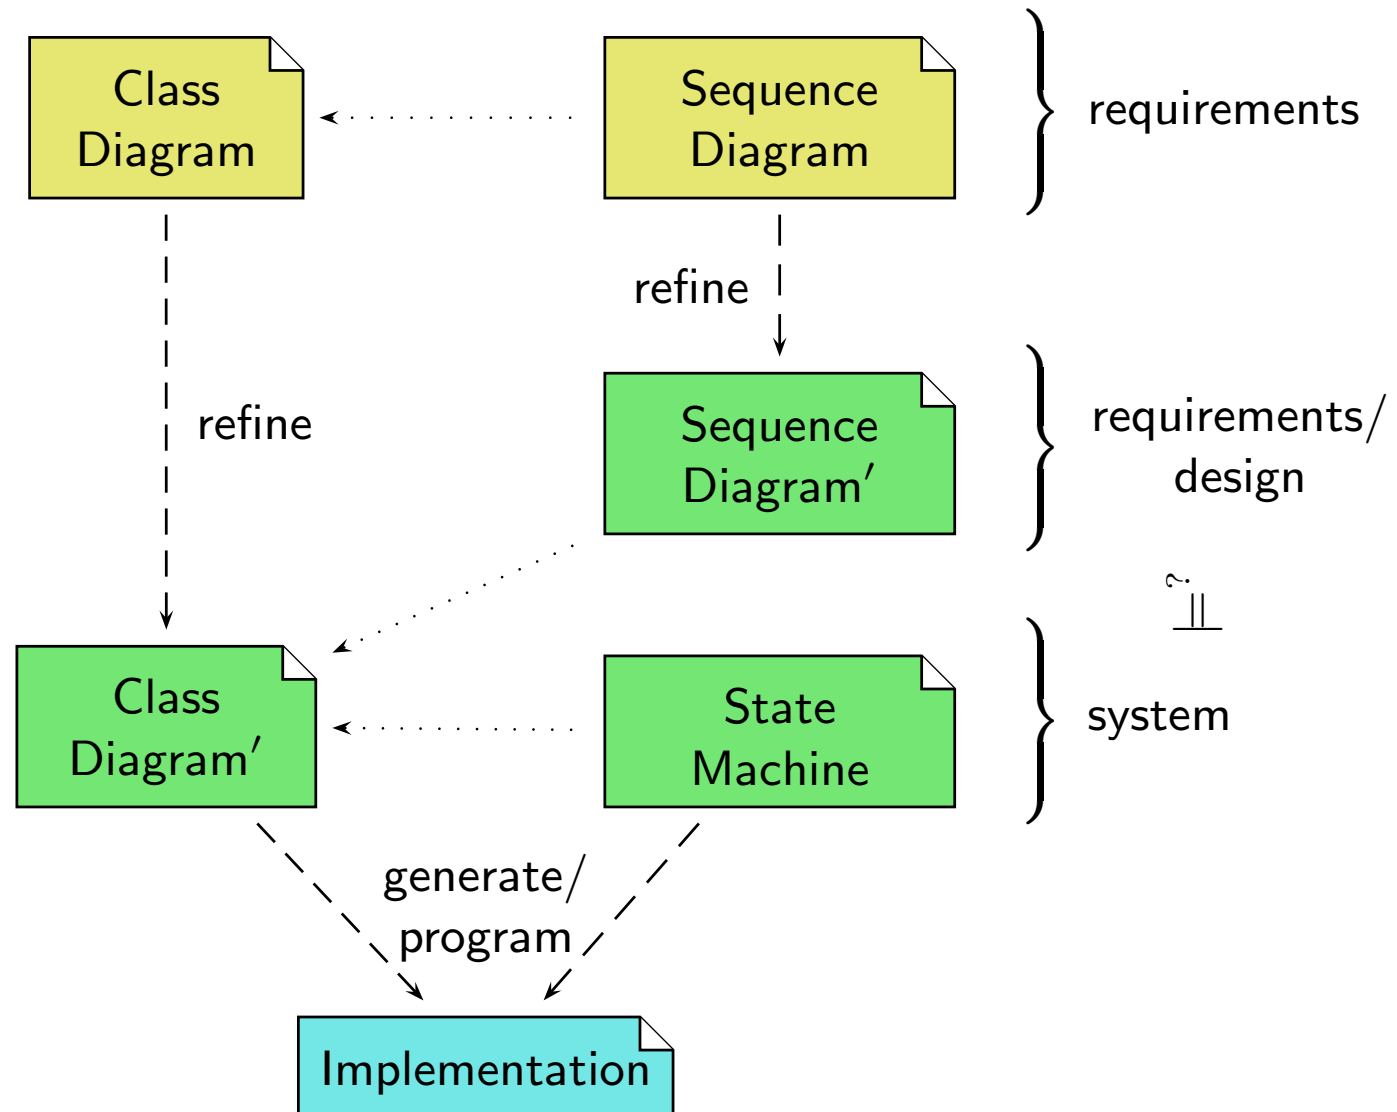 Class
Diagram
Sequence
Diagram
requirements
refine
refine
Sequence
Diagram′
requirements/
design
?
⊨
Class
Diagram′
State
Machine
system
generate/
program
Implementation